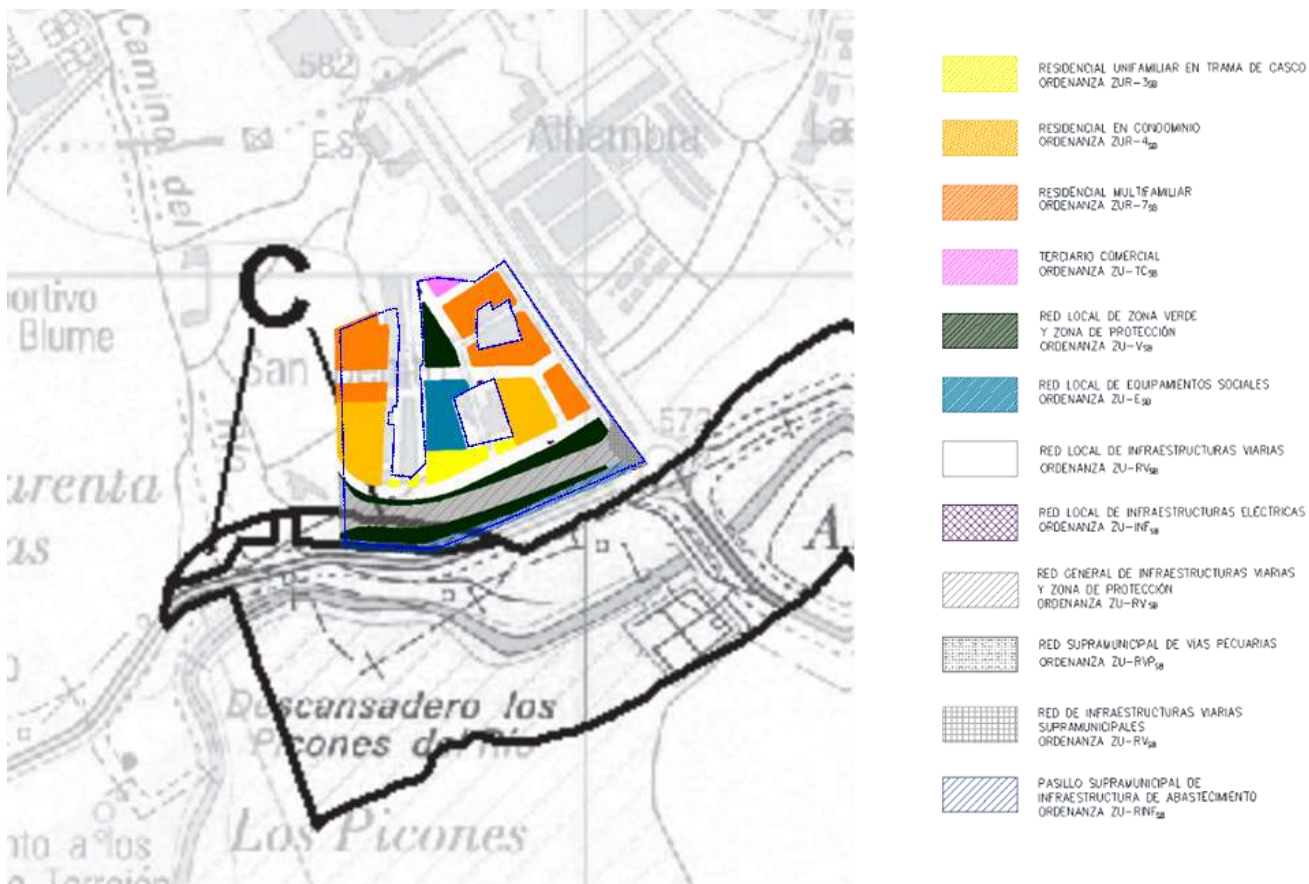 Camino del
582
E.S
Alhambra
La
C
portivo
Blume
San
573
arenta
as
A
Descansadero los
Picones del Río
Los Picones
nto a los
Torrejón
RESIDENCIAL UNIFAMILIAR EN TRAMA DE CASCO
ORDENANZA ZUR-3SB
RESIDENCIAL EN CONDOMINIO
ORDENANZA ZUR-4SB
RESIDENCIAL MULTIFAMILIAR
ORDENANZA ZUR-7SB
TERCIARIO COMERCIAL
ORDENANZA ZU-TCSB
RED LOCAL DE ZONA VERDE
Y ZONA DE PROTECCIÓN
ORDENANZA ZU-VSB
RED LOCAL DE EQUIPAMIENTOS SOCIALES
ORDENANZA ZU-ESB
RED LOCAL DE INFRAESTRUCTURAS VIARIAS
ORDENANZA ZU-RVSB
RED LOCAL DE INFRAESTRUCTURAS ELÉCTRICAS
ORDENANZA ZU-INFSB
RED GENERAL DE INFRAESTRUCTURAS VIARIAS
Y ZONA DE PROTECCIÓN
ORDENANZA ZU-RVSB
RED SUPRAMUNICIPAL DE VÍAS PECUARIAS
ORDENANZA ZU-RVPSB
RED DE INFRAESTRUCTURAS VIARIAS
SUPRAMUNICIPALES
ORDENANZA ZU-RVSB
PASILLO SUPRAMUNICIPAL DE
INFRAESTRUCTURA DE ABASTECIMIENTO
ORDENANZA ZU-RINFSB